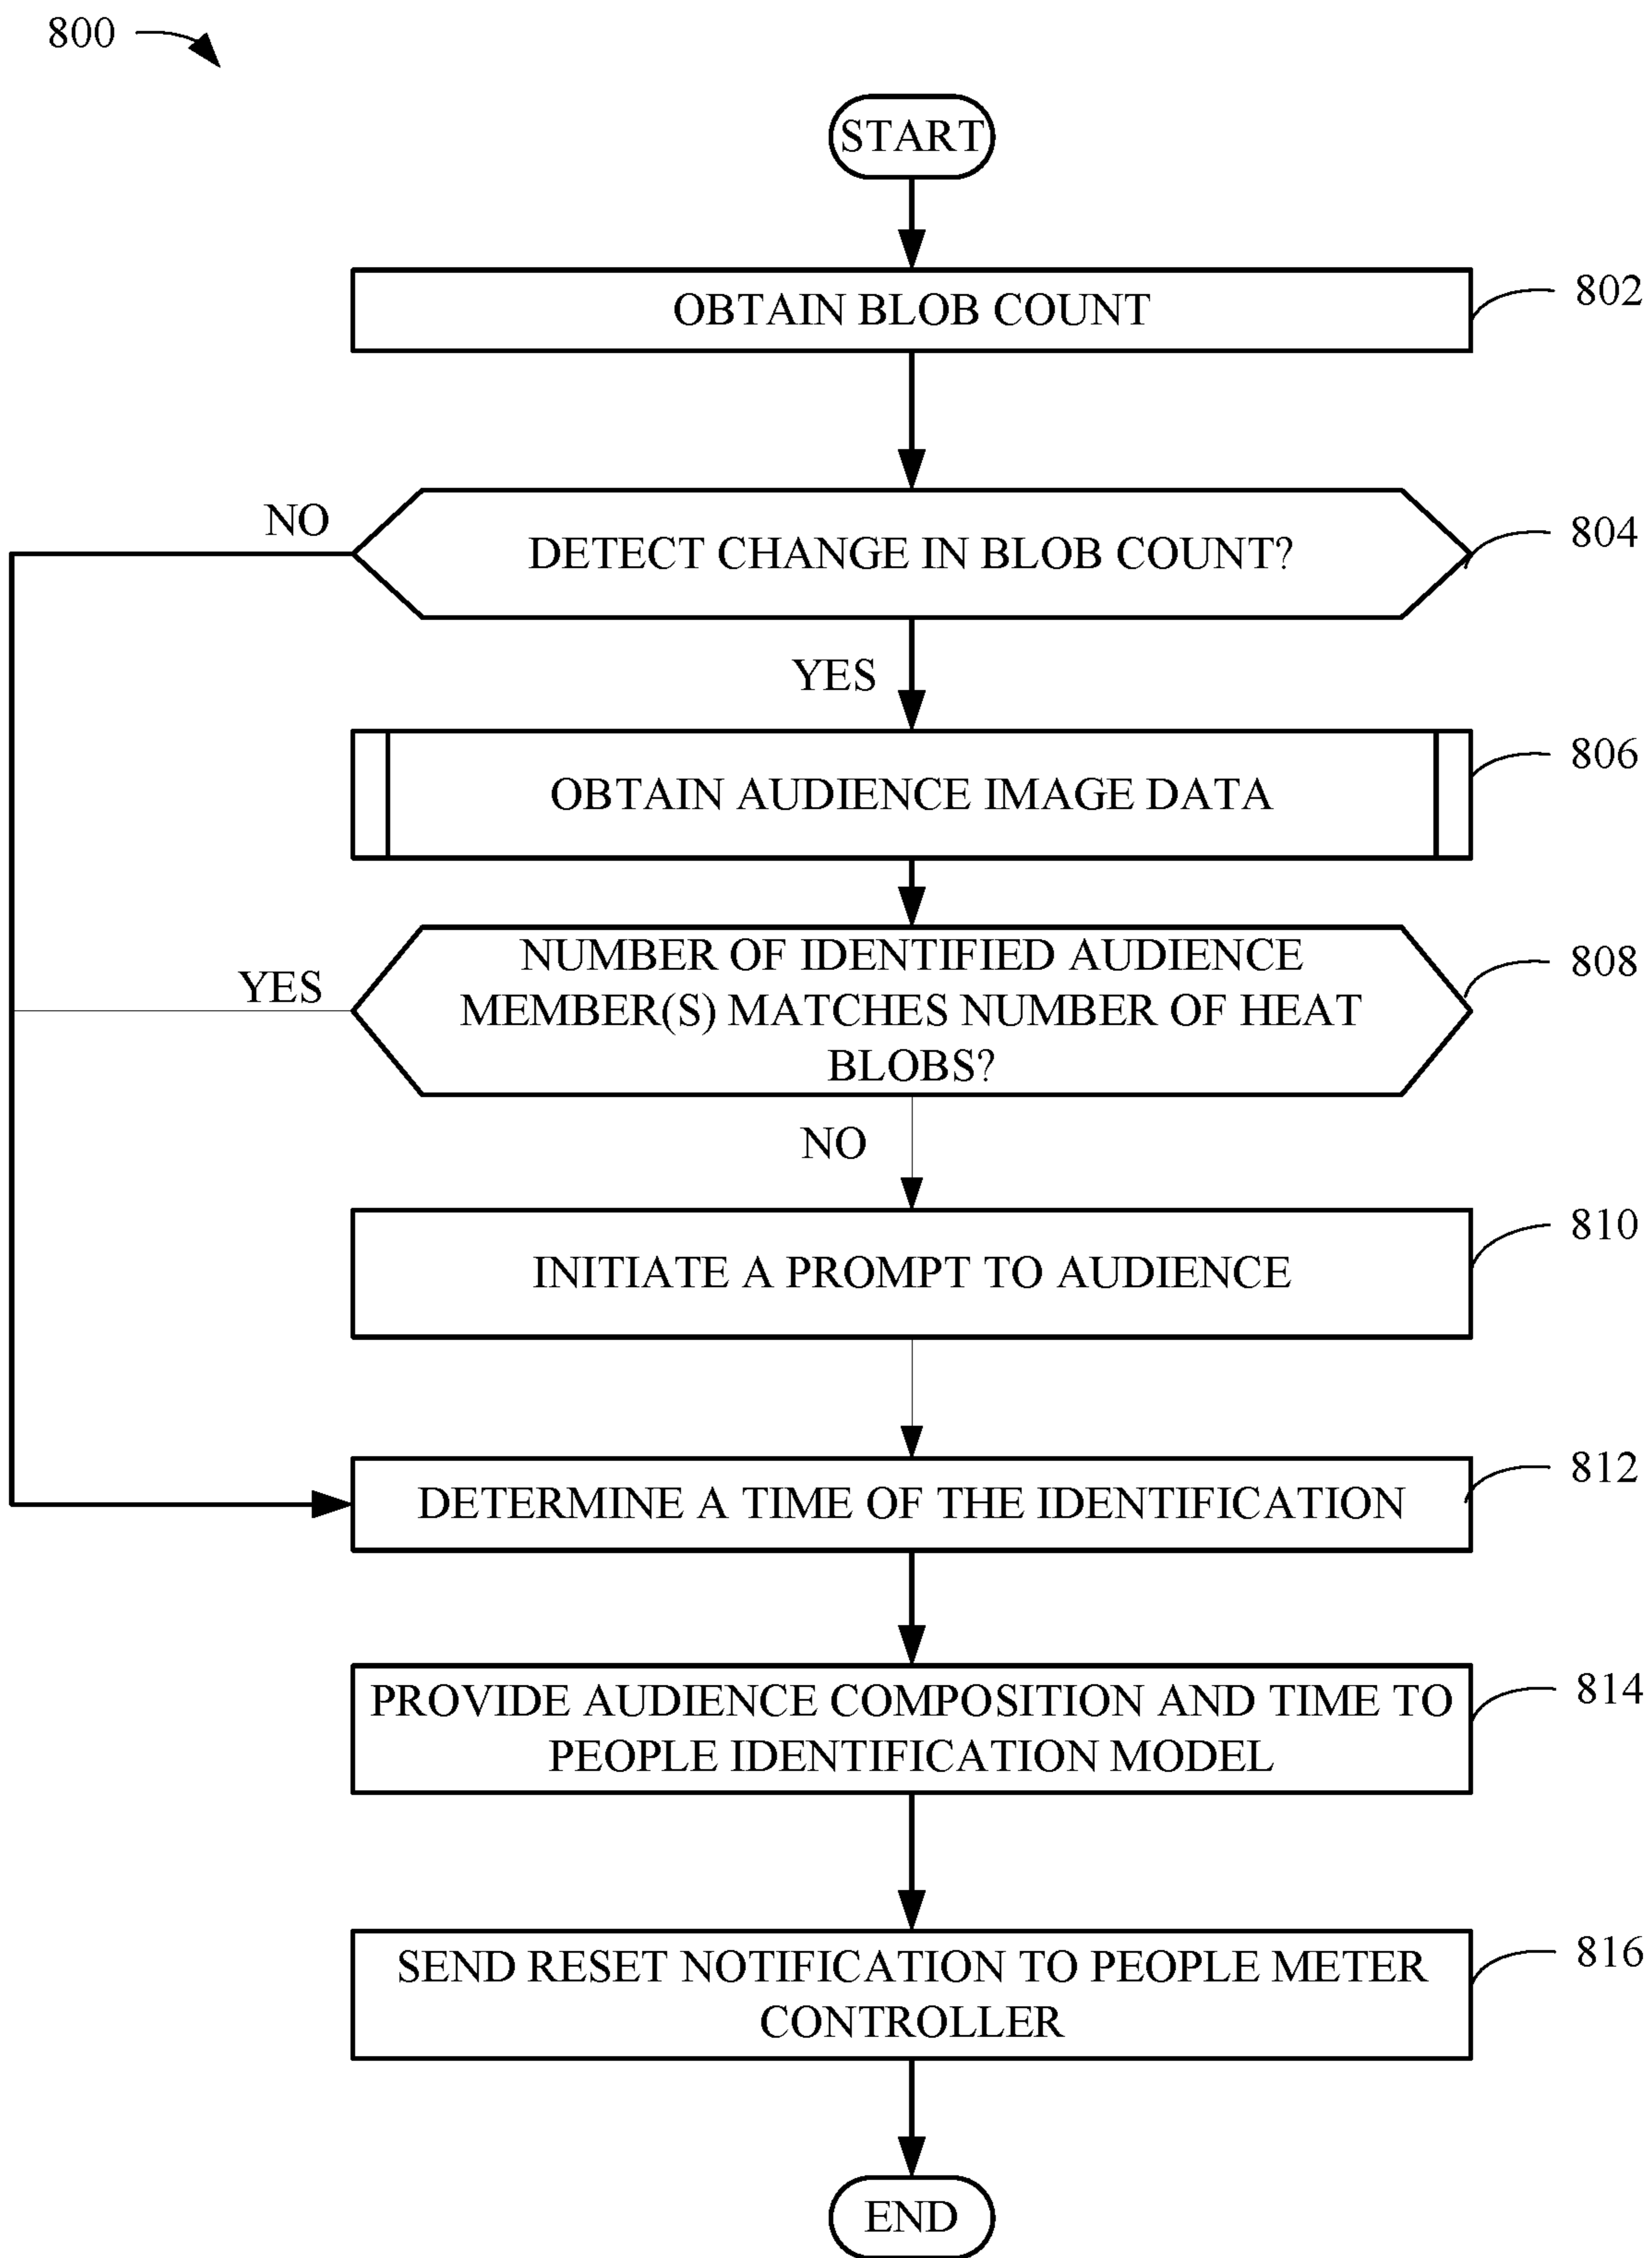 800
START
OBTAIN BLOB COUNT
802
NO
DETECT CHANGE IN BLOB COUNT?
804
YES
OBTAIN AUDIENCE IMAGE DATA
806
YES
NUMBER OF IDENTIFIED AUDIENCE
MEMBER(S) MATCHES NUMBER OF HEAT
BLOBS?
808
NO
INITIATE A PROMPT TO AUDIENCE
810
DETERMINE A TIME OF THE IDENTIFICATION
812
PROVIDE AUDIENCE COMPOSITION AND TIME TO
PEOPLE IDENTIFICATION MODEL
814
SEND RESET NOTIFICATION TO PEOPLE METER
CONTROLLER
816
END